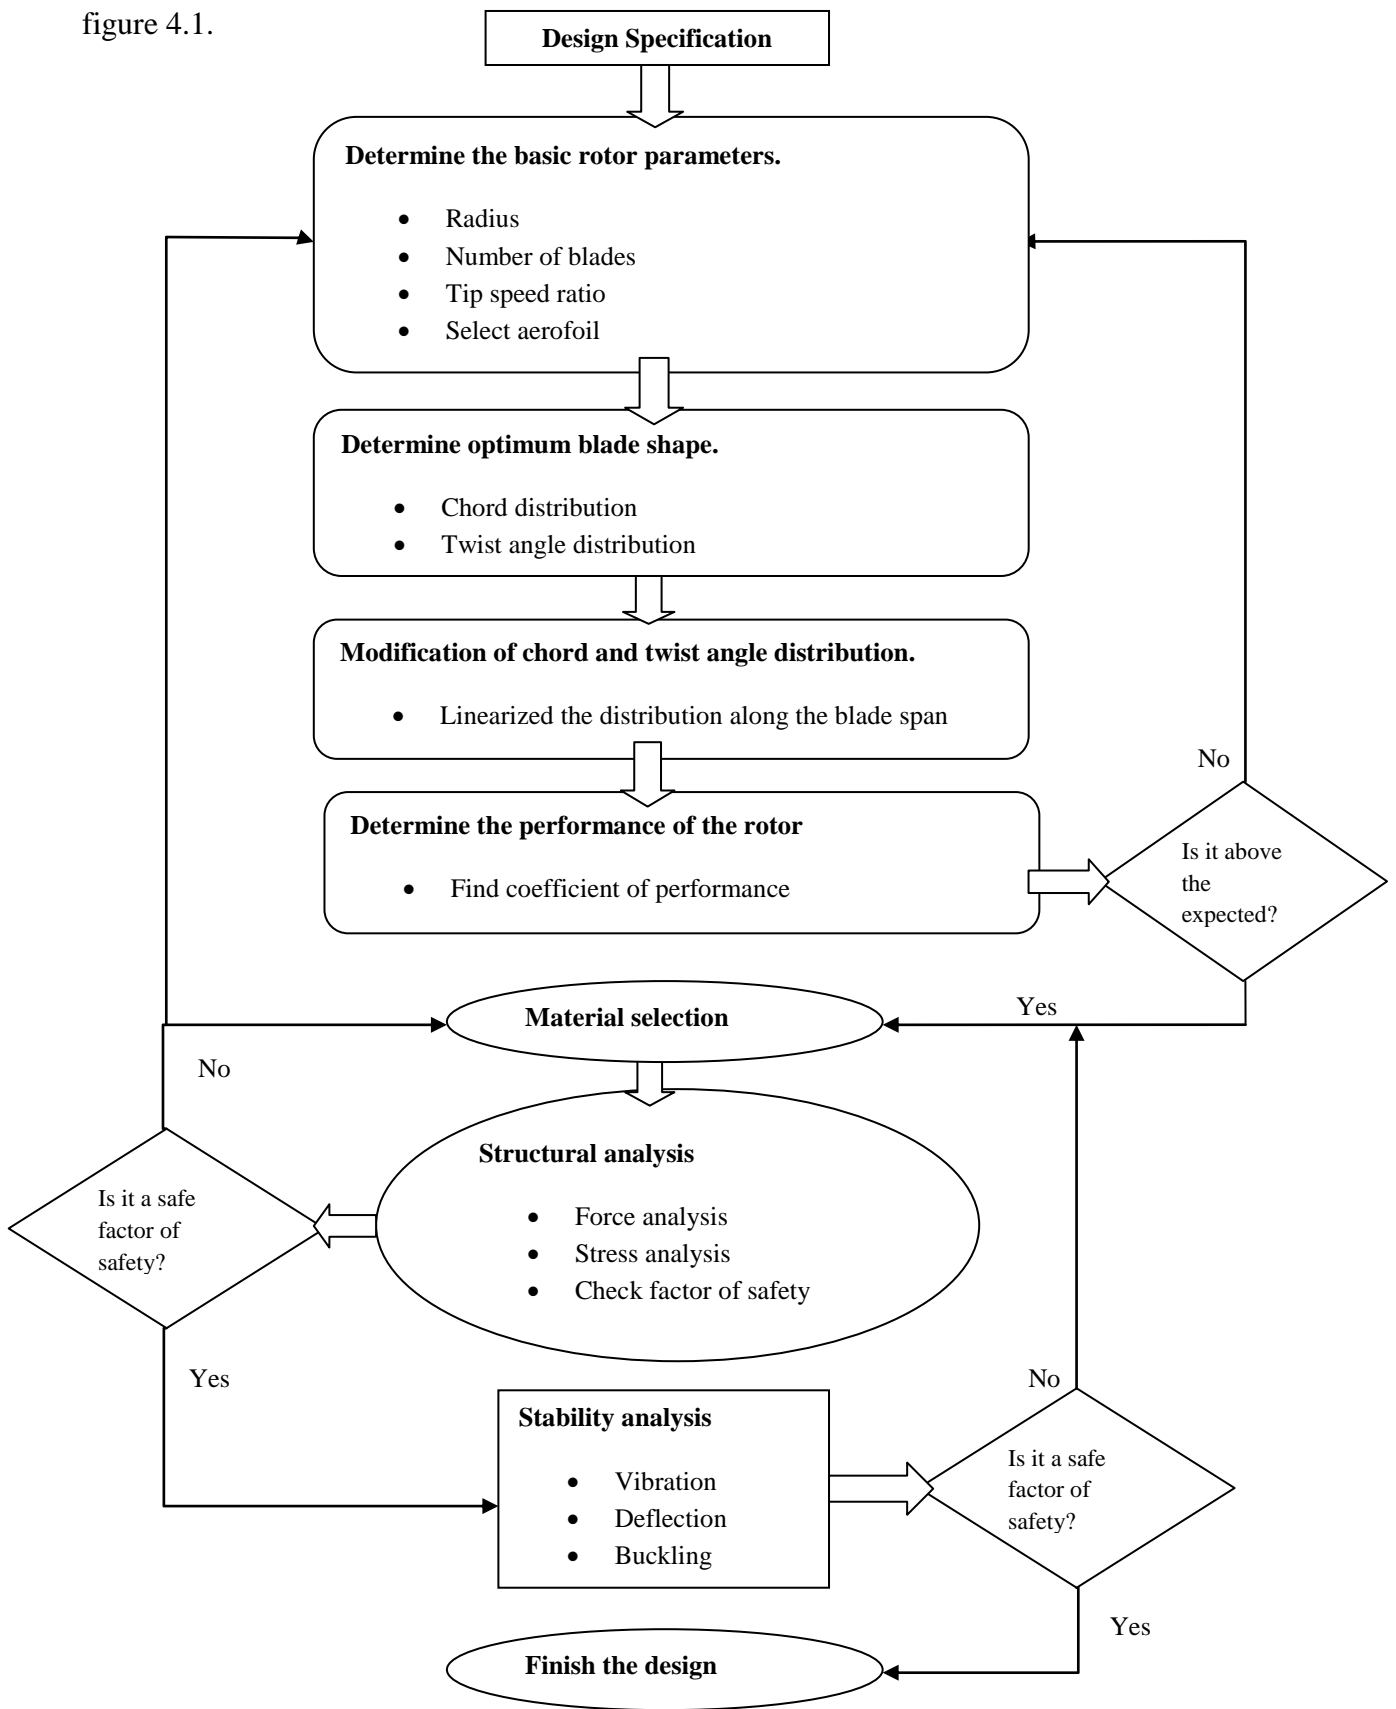 figure 4.1.
Design Specification
Determine the basic rotor parameters.
• Radius
• Number of blades
• Tip speed ratio
• Select aerofoil
Determine optimum blade shape.
• Chord distribution
• Twist angle distribution
Modification of chord and twist angle distribution.
• Linearized the distribution along the blade span
No
Determine the performance of the rotor
• Find coefficient of performance
Is it above
the
expected?
Yes
Material selection
No
Structural analysis
• Force analysis
• Stress analysis
• Check factor of safety
Is it a safe
factor of
safety?
Yes
Stability analysis
• Vibration
• Deflection
• Buckling
No
Is it a safe
factor of
safety?
Yes
Finish the design